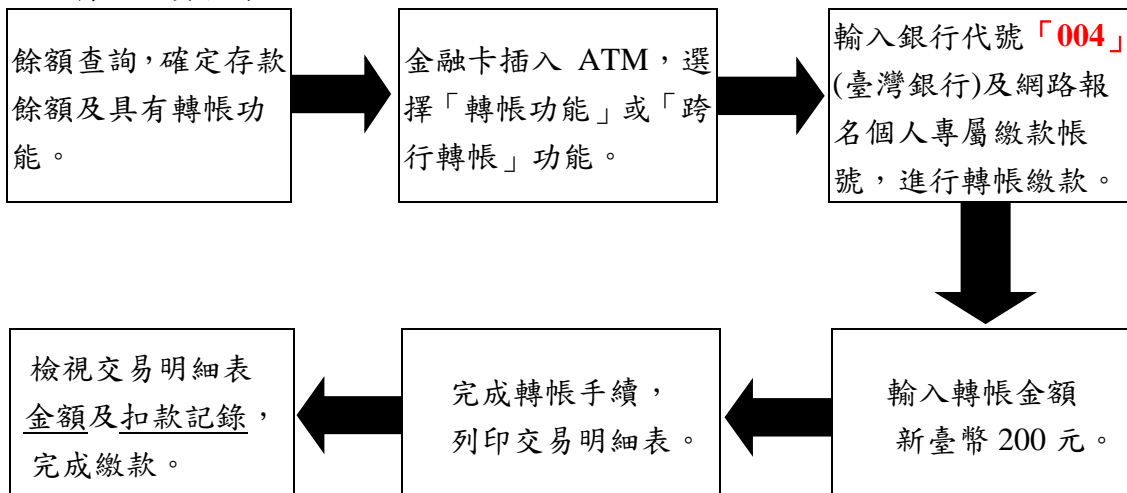 餘額查詢，確定存款
餘額及具有轉帳功
能。
金融卡插入 ATM，選
擇「轉帳功能」或「跨
行轉帳」功能。
輸入銀行代號「004」
(臺灣銀行)及網路報
名個人專屬繳款帳
號，進行轉帳繳款。
輸入轉帳金額
新臺幣 200 元。
完成轉帳手續，
列印交易明細表。
檢視交易明細表
金額及扣款記錄，
完成繳款。